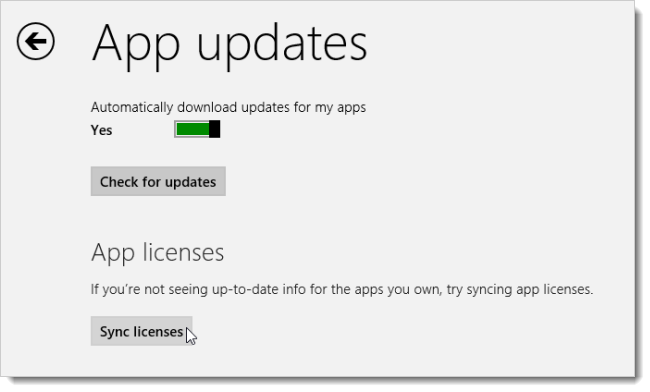 App updates
Automatically download updates for my apps
Yes
Check for updates
App licenses
If you're not seeing up-to-date info for the apps you own, try syncing app licenses.
Sync licenses